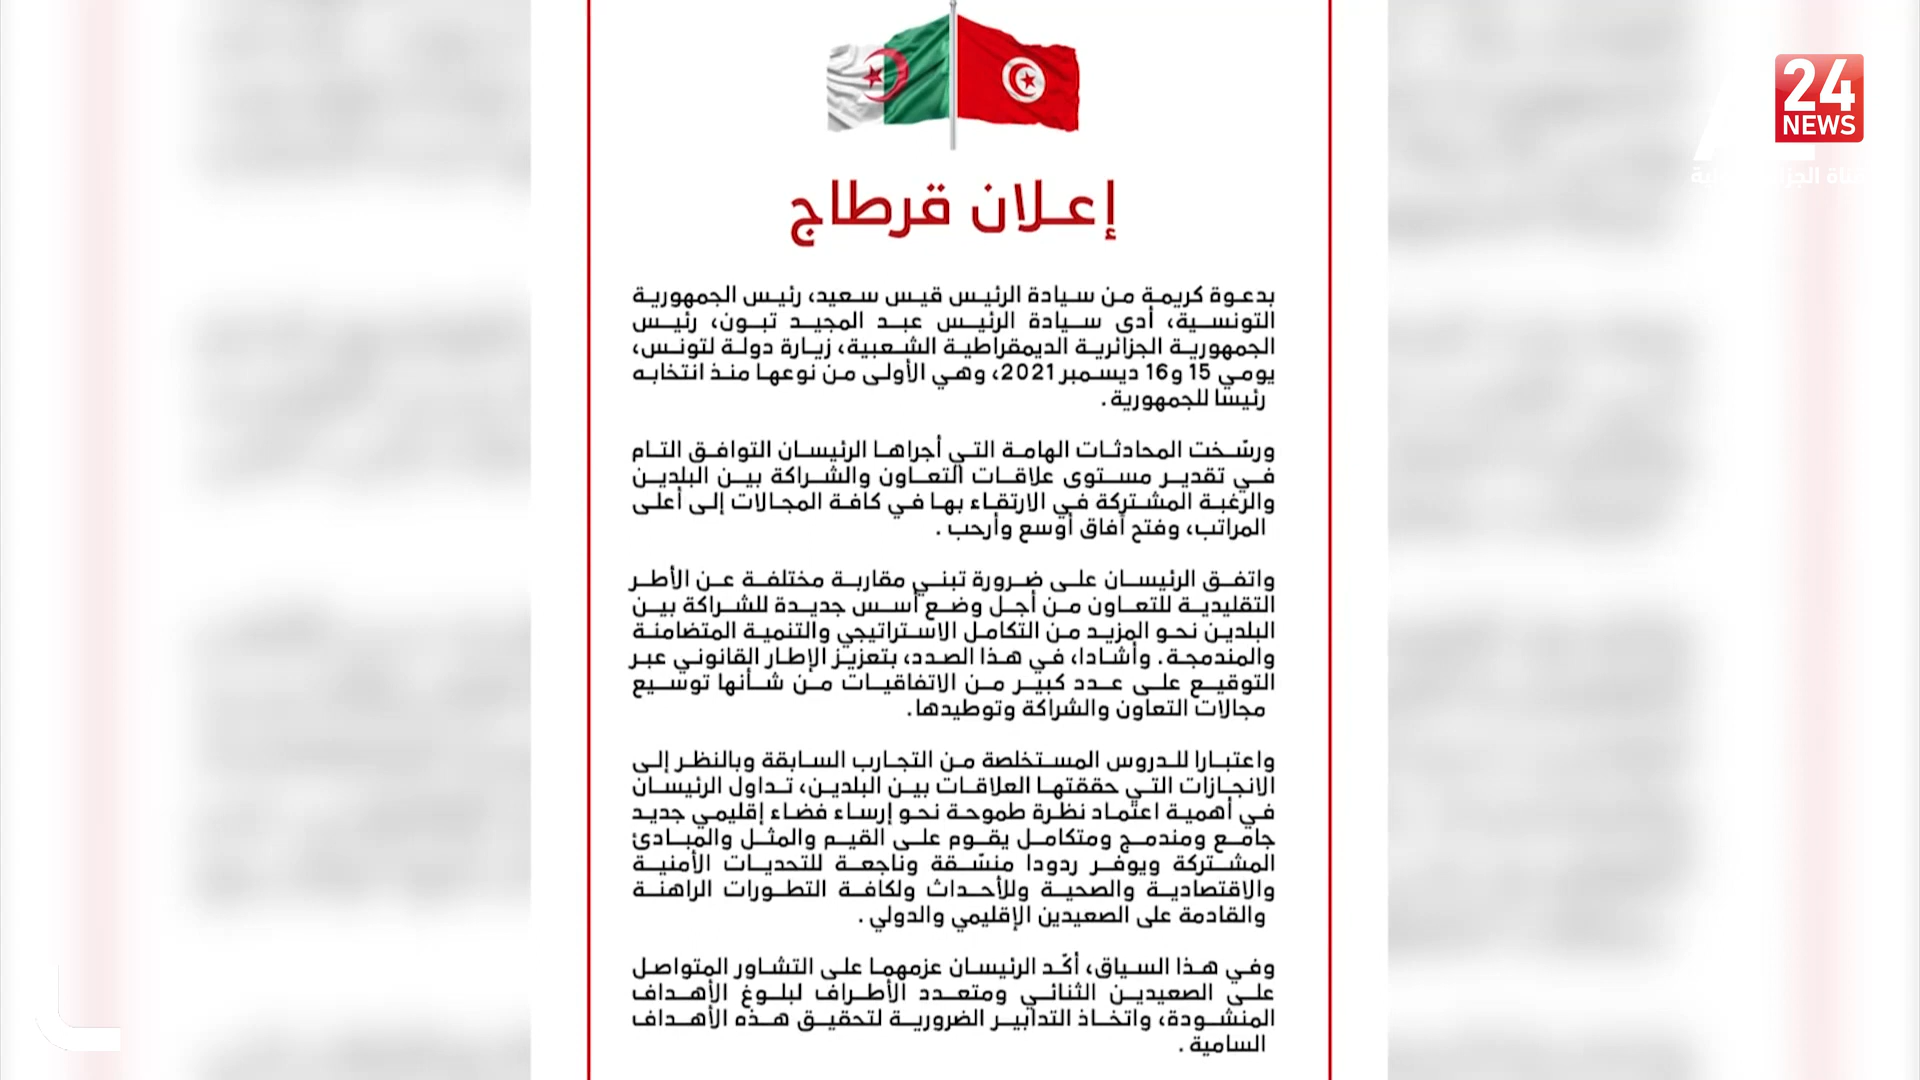 24
NEWS
إعلان قرطاج
بدعوة كريمة من سيادة الرئيس قيس سعيد، رئيس الجمهورية
التونسية، أدى سيادة الرئيس عبد المجيد تبون، رئيس
الجمهورية الجزائرية الديمقراطية الشعبية، زيارة دولة لتونس،
يومي 15 و16 ديسمبر 2021، وهي الأولى من نوعها منذ انتخابه
رئيسا للجمهورية .
ورسّخت المحادثات الهامة التي أجراها الرئيسان التوافق التام
في تقدير مستوى علاقات التعاون والشراكة بين البلدين
والرغبة المشتركة في الارتقاء بها في كافة المجالات إلى أعلى
المراتب، وفتح آفاق أوسع وأرحب .
واتفق الرئيسان على ضرورة تبني مقاربة مختلفة عن الأطر
التقليدية للتعاون من أجل وضع أسس جديدة للشراكة بين
البلدين نحو المزيد من التكامل الاستراتيجي والتنمية المتضامنة
والمندمجة. وأشادا، في هذا الصدد، بتعزيز الإطار القانوني عبر
التوقيع على عدد كبير من الاتفاقيات من شأنها توسيع
مجالات التعاون والشراكة وتوطيدها.
واعتبارا للدروس المستخلصة من التجارب السابقة وبالنظر إلى
الانجازات التي حققتها العلاقات بين البلدين، تداول الرئيسان
في أهمية اعتماد نظرة طموحة نحو إرساء فضاء إقليمي جديد
جامع ومندمج ومتكامل يقوم على القيم والمثل والمبادئ
المشتركة ويوفر ردودا منسّقة وناجعة للتحديات الأمنية
والاقتصادية والصحية وللأحداث ولكافة التطورات الراهنة
والقادمة على الصعيدين الإقليمي والدولي .
وفي هذا السياق، أكّد الرئيسان عزمهما على التشاور المتواصل
على الصعيدين الثنائي ومتعدد الأطراف لبلوغ الأهداف
المنشودة، واتخاذ التدابير الضرورية لتحقيق هذه الأهداف
السامية .